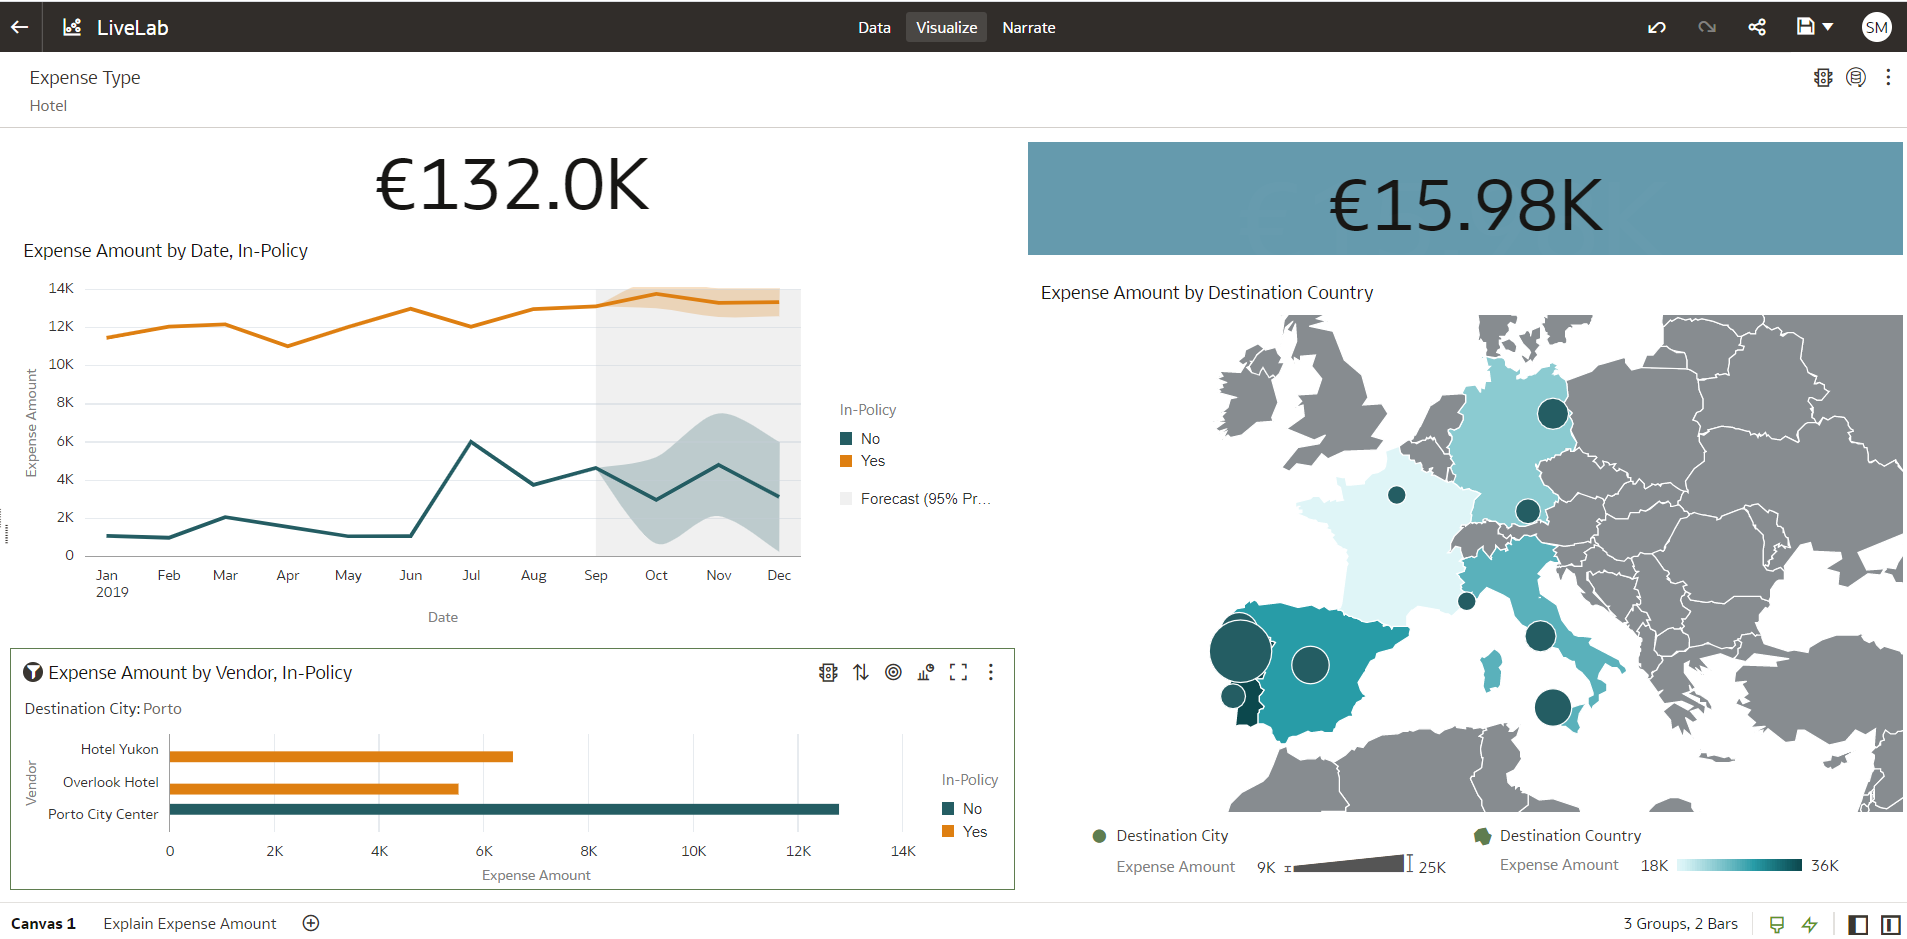 LiveLab
Data Visualize Narrate
SM
Expense Type
Hotel
€132.0K
€15.98K
Expense Amount by Date, In-Policy
14K
12K
10K
8K
6K
4K
2K
0
Expense Amount
Jan Feb Mar Apr May Jun Jul Aug Sep Oct Nov Dec
2019
Date
In-Policy
No
Yes
Forecast (95% Pr...
Expense Amount by Destination Country
Destination City
Expense Amount 9K 25K
Destination Country
Expense Amount 18K 36K
Expense Amount by Vendor, In-Policy
Destination City: Porto
Vendor
Hotel Yukon
Overlook Hotel
Porto City Center
0 2K 4K 6K 8K 10K 12K 14K
Expense Amount
In-Policy
No
Yes
Canvas 1 Explain Expense Amount
3 Groups, 2 Bars